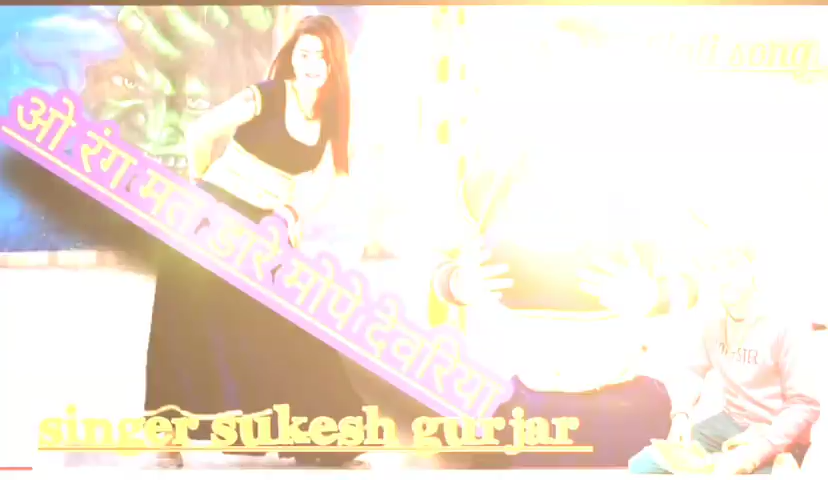 song.
ओ रंग मत डारे मोपे देवरिया
singer sukesh gurjar